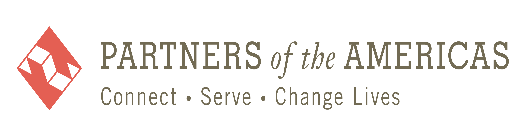 PARTNERS of the AMERICAS
Connect • Serve • Change Lives